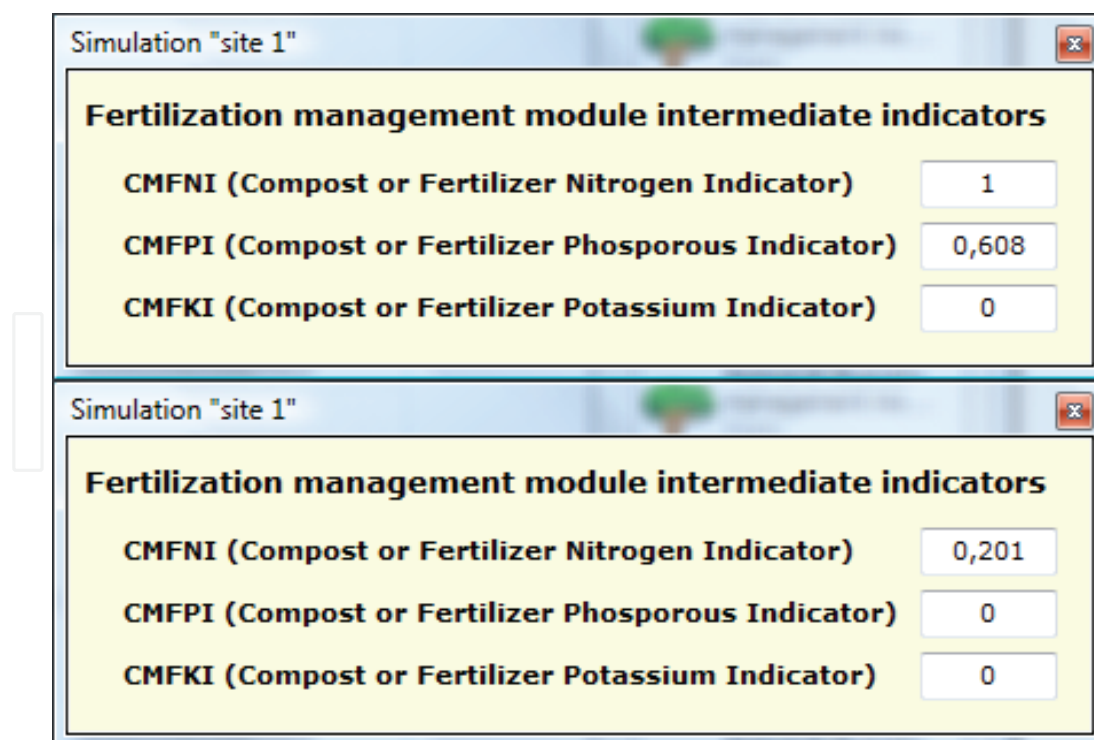 Simulation "site 1"
Fertilization management module intermediate indicators
CMFNI (Compost or Fertilizer Nitrogen Indicator) 1
CMFPI (Compost or Fertilizer Phosporous Indicator) 0,608
CMFKI (Compost or Fertilizer Potassium Indicator) 0
Simulation "site 1"
Fertilization management module intermediate indicators
CMFNI (Compost or Fertilizer Nitrogen Indicator) 0,201
CMFPI (Compost or Fertilizer Phosporous Indicator) 0
CMFKI (Compost or Fertilizer Potassium Indicator) 0